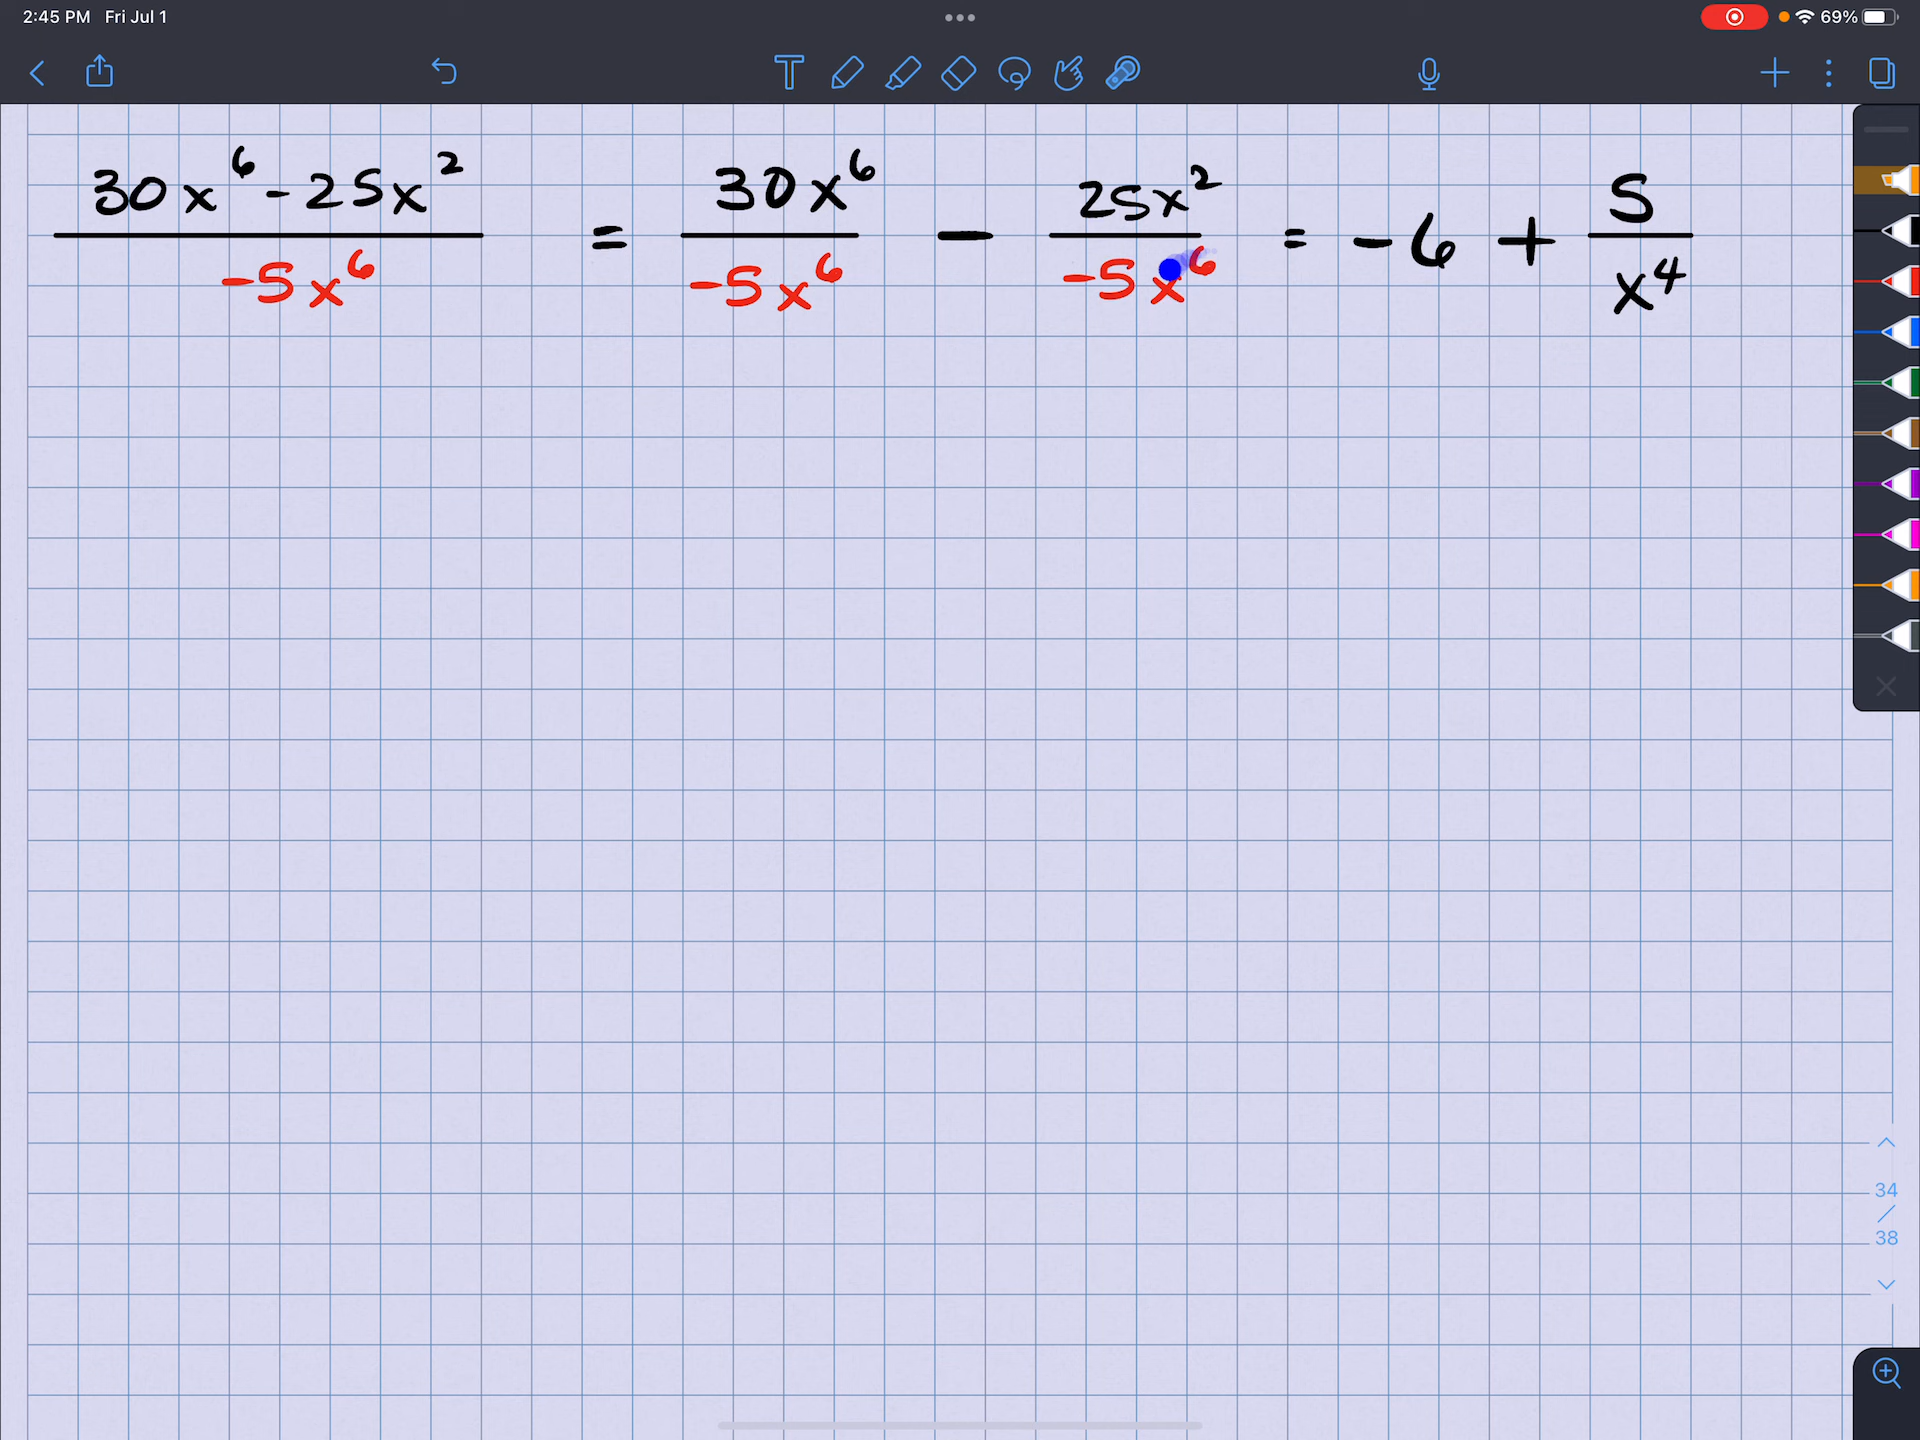 2:45 PM Fri Jul 1 69%
T
30x^6 - 25x^2 / -5x^6 = 30x^6 / -5x^6 - 25x^2 / -5x^6 = -6 + 5 / x^4
34
/
38